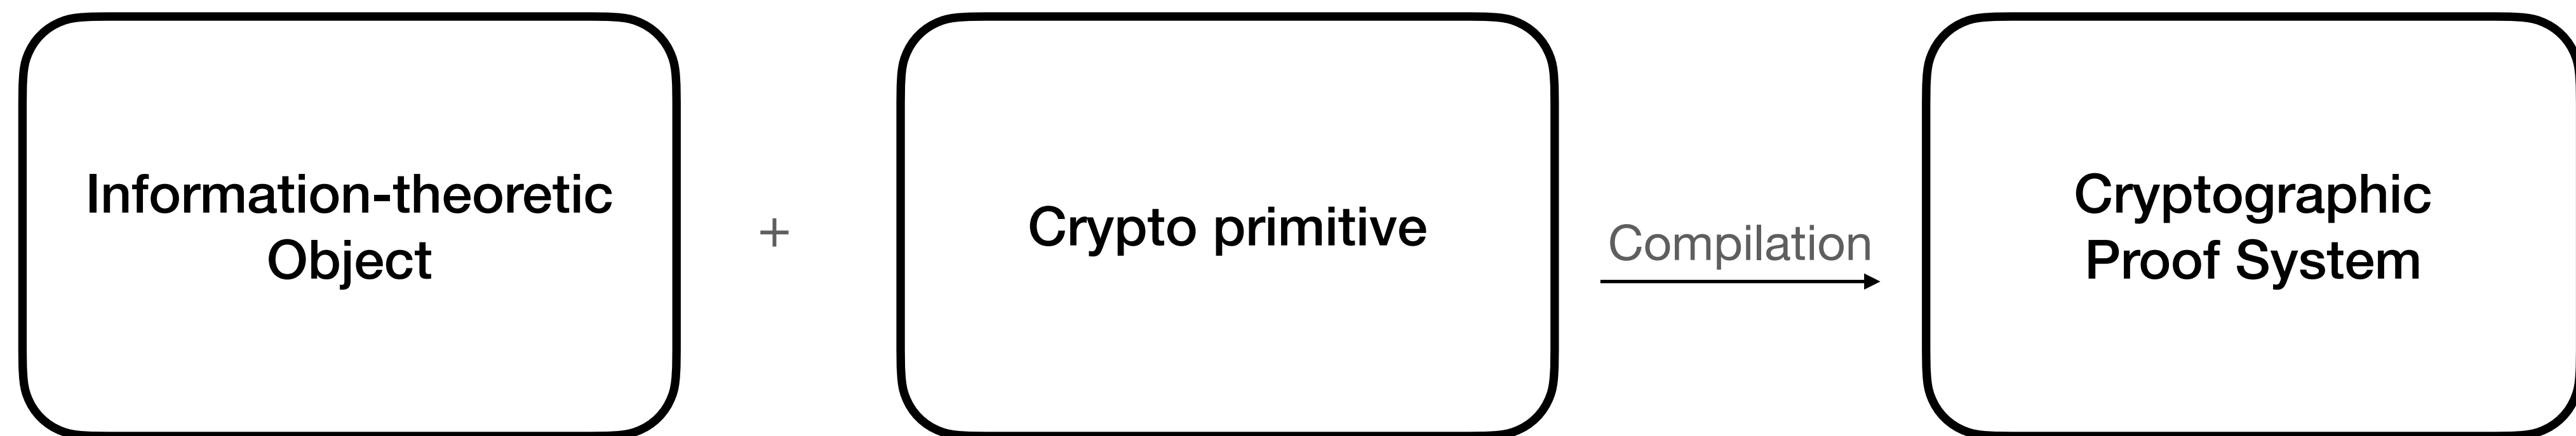 Information-theoretic
Object
+
Crypto primitive
Compilation
Cryptographic
Proof System